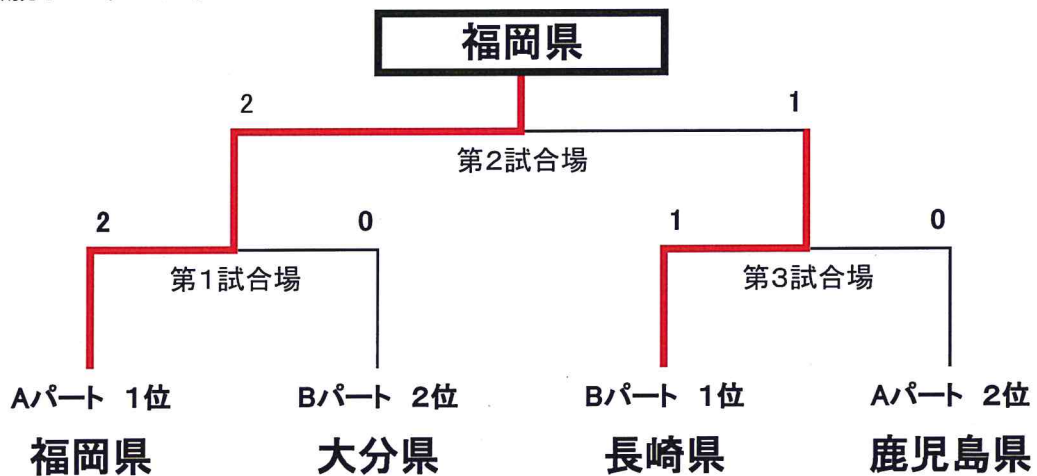 福岡県
2 1
第2試合場
2 0 1 0
第1試合場 第3試合場
Aパート 1位 Bパート 2位 Bパート 1位 Aパート 2位
福岡県 大分県 長崎県 鹿児島県